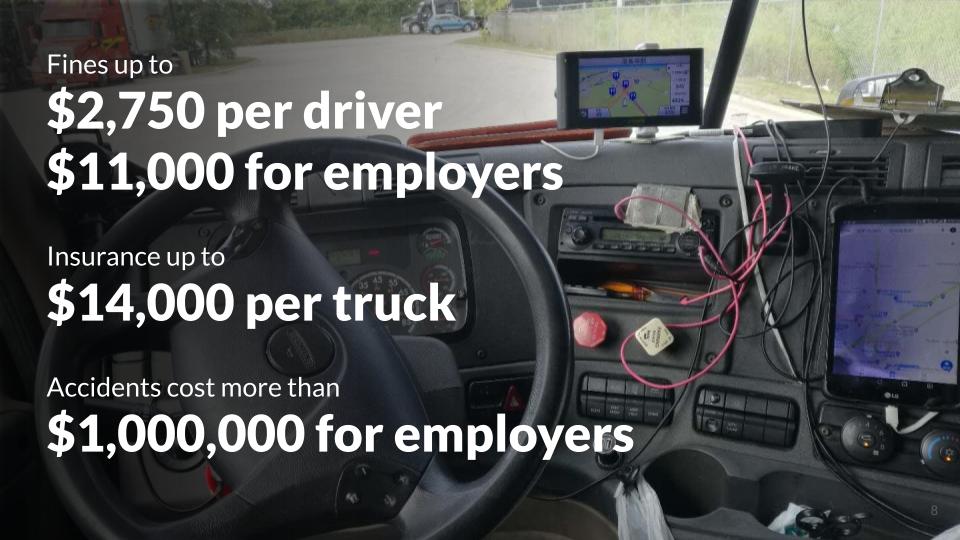 Fines up to
$2,750 per driver
$11,000 for employers
Insurance up to
$14,000 per truck
Accidents cost more than
$1,000,000 for employers
LG
8